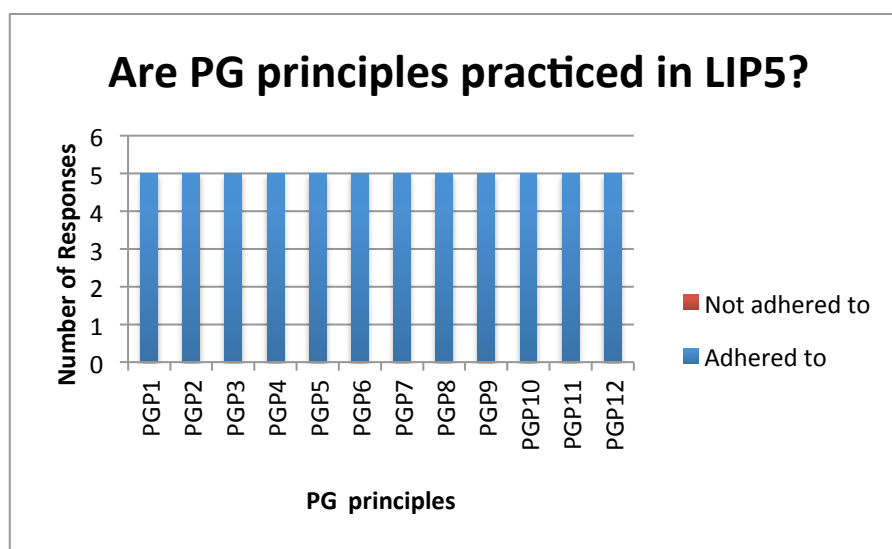 Are PG principles practiced in LIP5?
Number of Responses
6
5
4
3
2
1
0
PGP1
PGP2
PGP3
PGP4
PGP5
PGP6
PGP7
PGP8
PGP9
PGP10
PGP11
PGP12
PG principles
Not adhered to
Adhered to